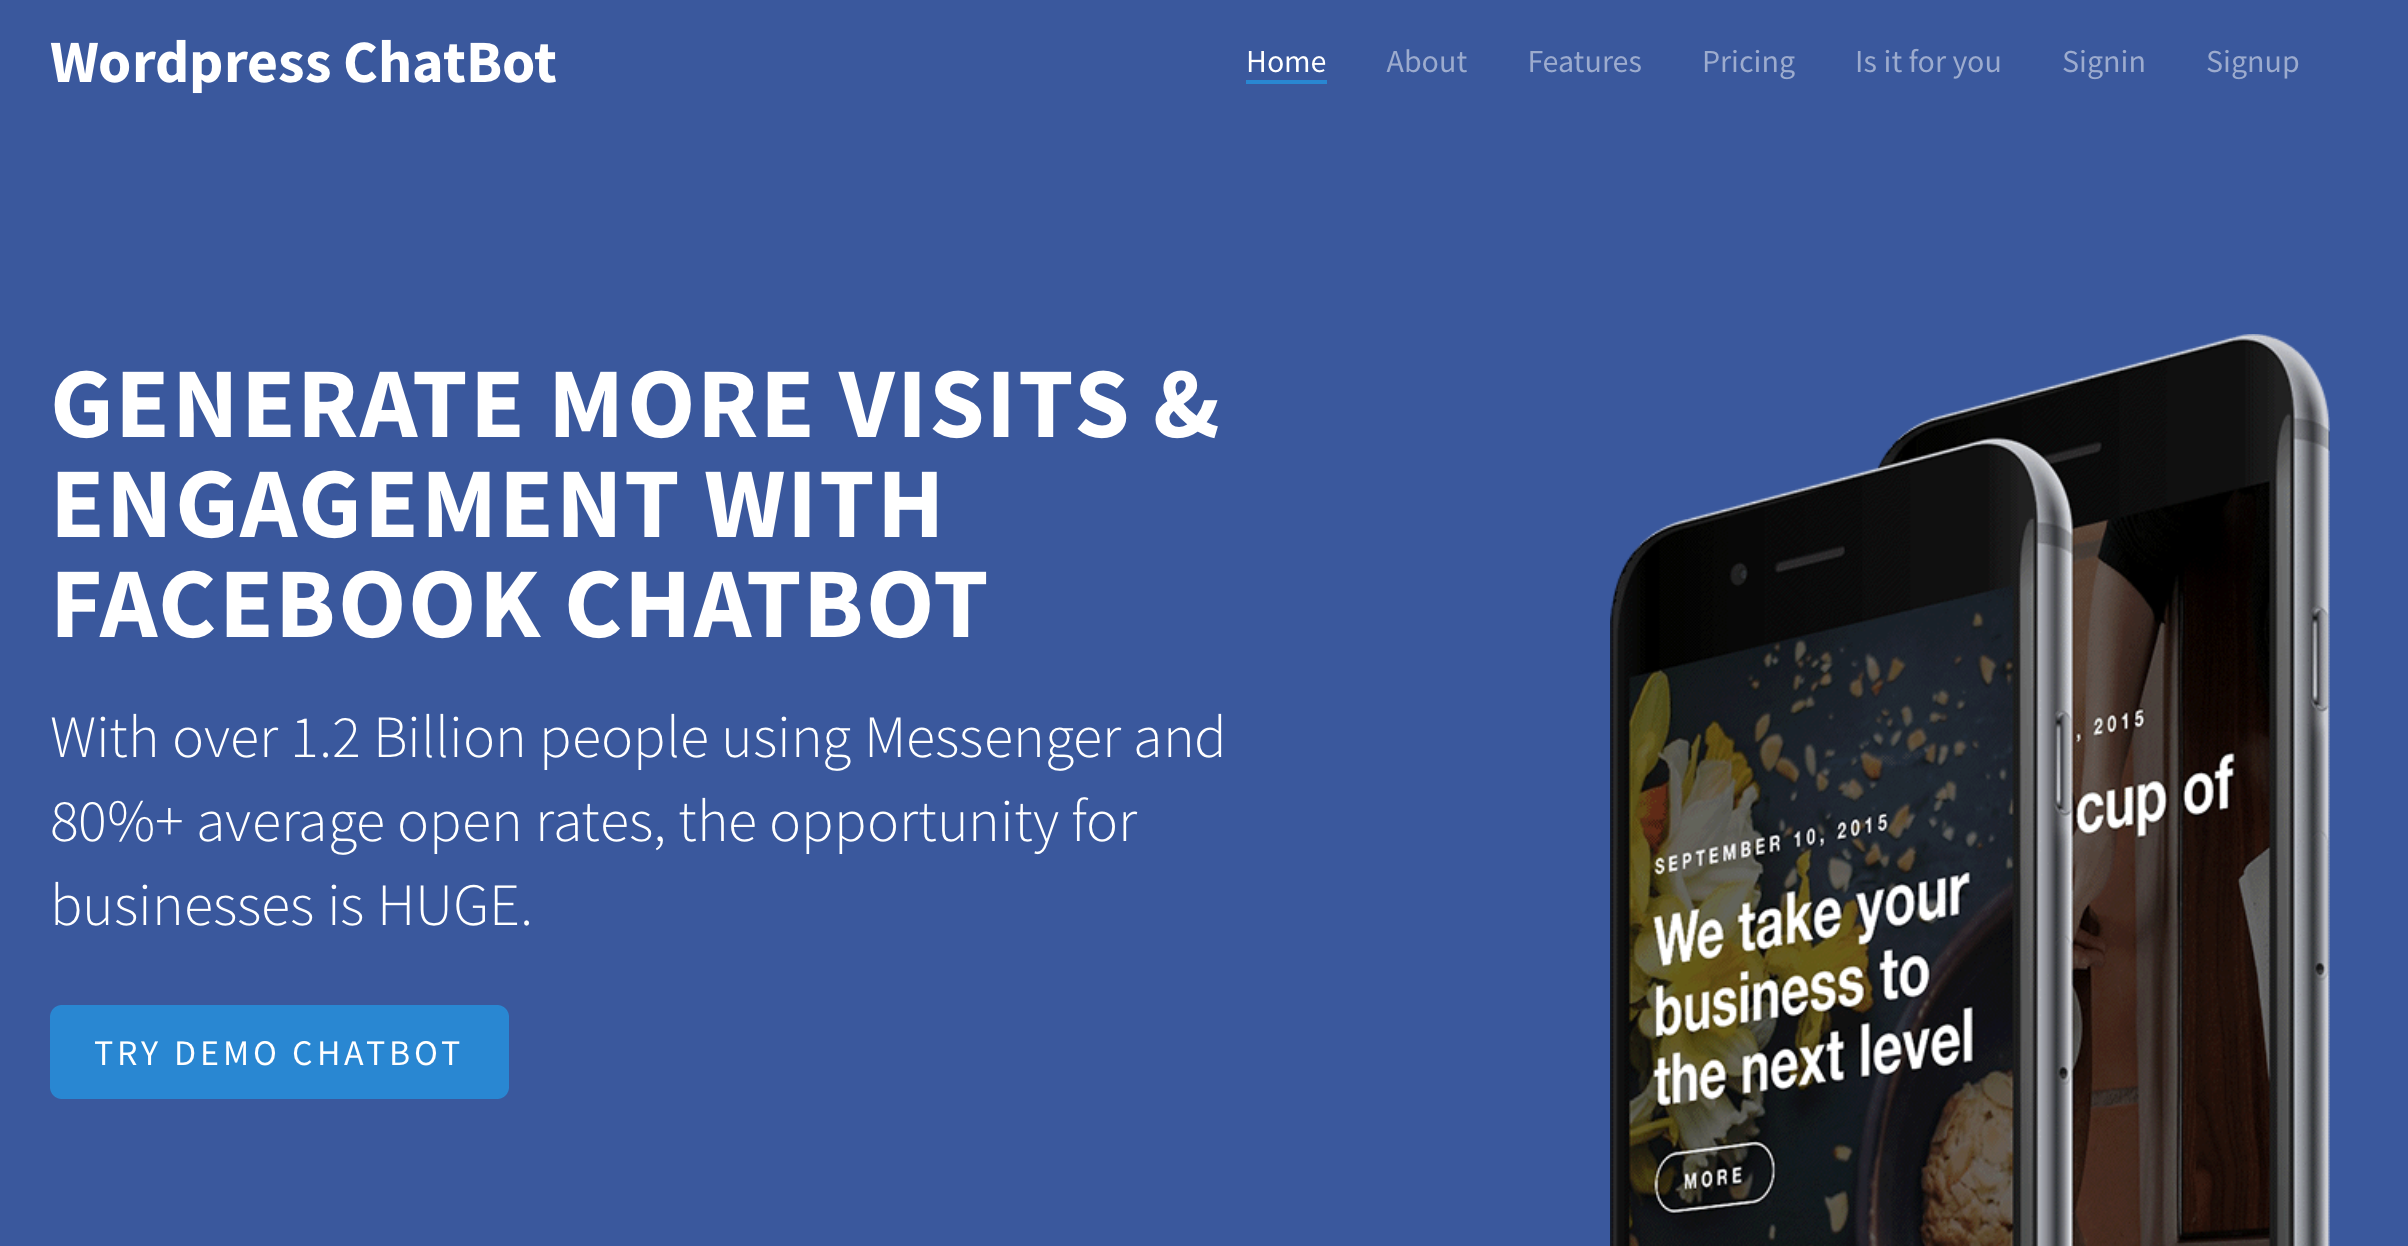 Wordpress ChatBot
Home About Features Pricing Is it for you Signin Signup
GENERATE MORE VISITS &
ENGAGEMENT WITH
FACEBOOK CHATBOT
With over 1.2 Billion people using Messenger and
80%+ average open rates, the opportunity for
businesses is HUGE.
TRY DEMO CHATBOT
SEPTEMBER 10, 2015
We take your
business to
the next level
MORE
, 2015
cup of